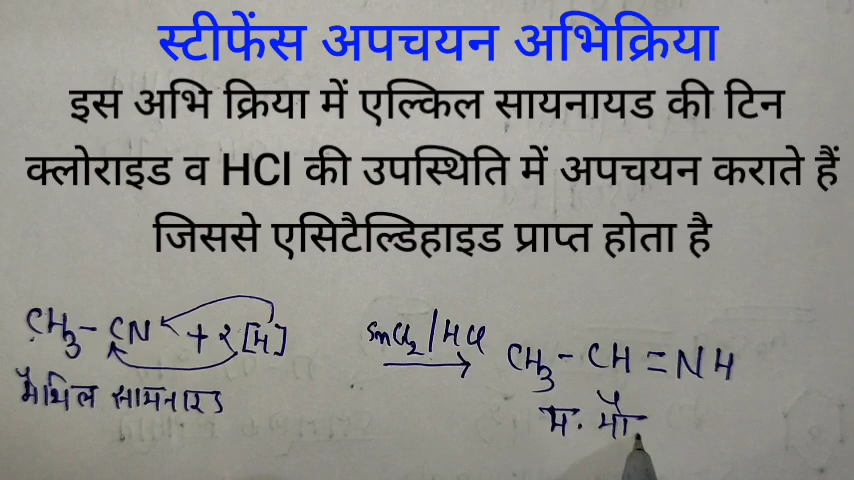 स्टीफेंस अपचयन अभिक्रिया
इस अभि क्रिया में एल्किल सायनायड की टिन
क्लोराइड व HCl की उपस्थिति में अपचयन कराते हैं
जिससे एसिटैल्डिहाइड प्राप्त होता है
CH₃-CN + 2[H] SnCl₂/HCl CH₃-CH=NH
मैथिल सायनाइड म. यौ